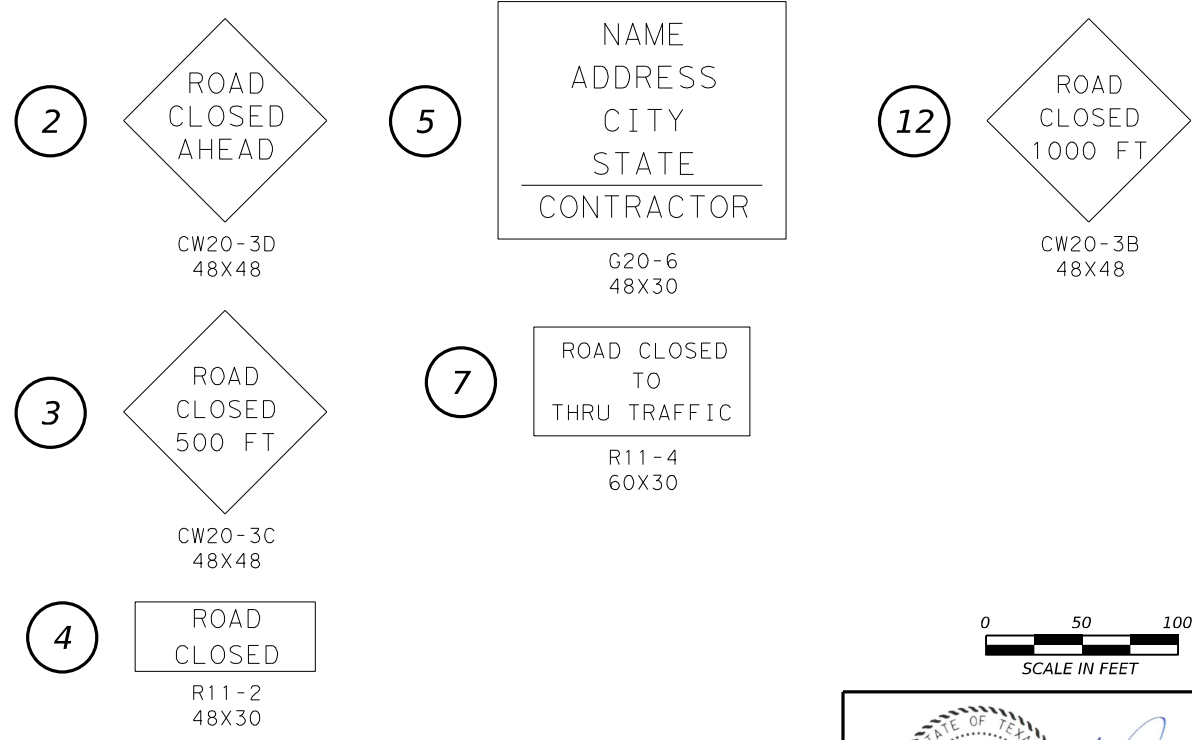 2
ROAD
CLOSED
AHEAD
CW20-3D
48X48
5
NAME
ADDRESS
CITY
STATE
CONTRACTOR
G20-6
48X30
12
ROAD
CLOSED
1000 FT
CW20-3B
48X48
3
ROAD
CLOSED
500 FT
CW20-3C
48X48
7
ROAD CLOSED
TO
THRU TRAFFIC
R11-4
60X30
4
ROAD
CLOSED
R11-2
48X30
0 50 100
SCALE IN FEET
OF